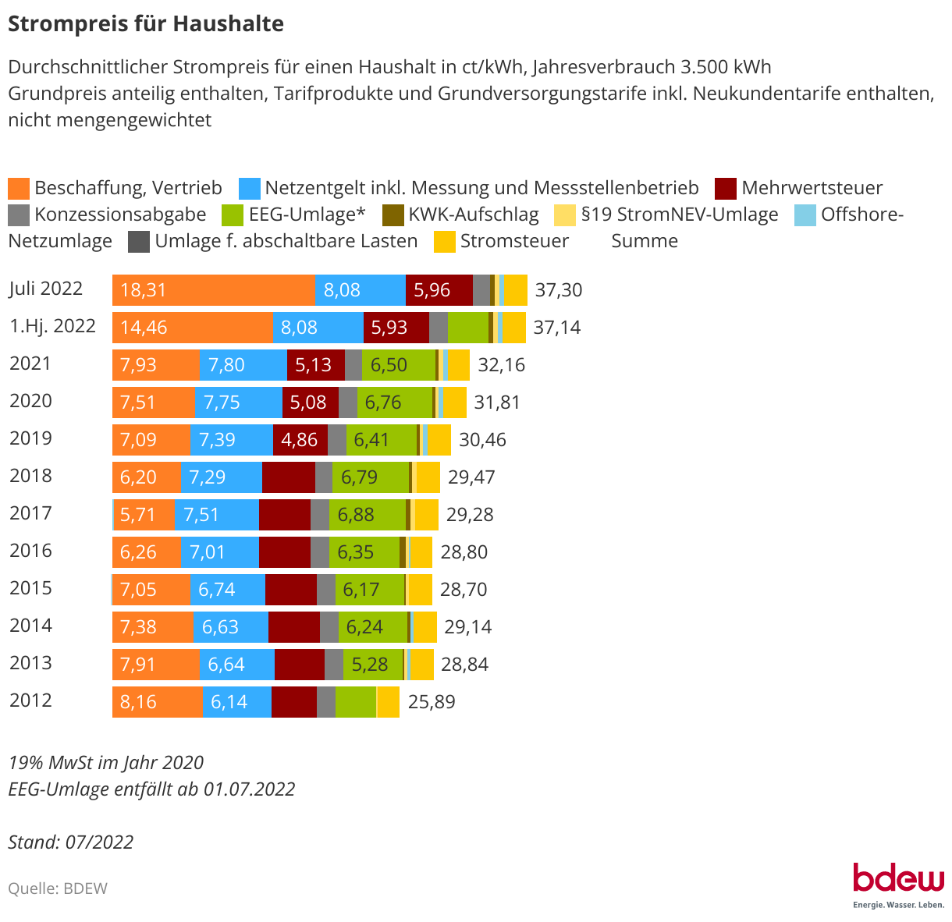 Strompreis für Haushalte
Durchschnittlicher Strompreis für einen Haushalt in ct/kWh, Jahresverbrauch 3.500 kWh
Grundpreis anteilig enthalten, Tarifprodukte und Grundversorgungstarife inkl. Neukundentarife enthalten,
nicht mengengewichtet
Beschaffung, Vertrieb Netzentgelt inkl. Messung und Messstellenbetrieb Mehrwertsteuer
Konzessionsabgabe EEG-Umlage* KWK-Aufschlag §19 StromNEV-Umlage Offshore-
Netzumlage Umlage f. abschaltbare Lasten Stromsteuer Summe
Juli 2022 18,31 8,08 5,96 37,30
1.Hj. 2022 14,46 8,08 5,93 37,14
2021 7,93 7,80 5,13 6,50 32,16
2020 7,51 7,75 5,08 6,76 31,81
2019 7,09 7,39 4,86 6,41 30,46
2018 6,20 7,29 6,79 29,47
2017 5,71 7,51 6,88 29,28
2016 6,26 7,01 6,35 28,80
2015 7,05 6,74 6,17 28,70
2014 7,38 6,63 6,24 29,14
2013 7,91 6,64 5,28 28,84
2012 8,16 6,14 25,89
19% MwSt im Jahr 2020
EEG-Umlage entfällt ab 01.07.2022
Stand: 07/2022
Quelle: BDEW
bdew
Energie. Wasser. Leben.